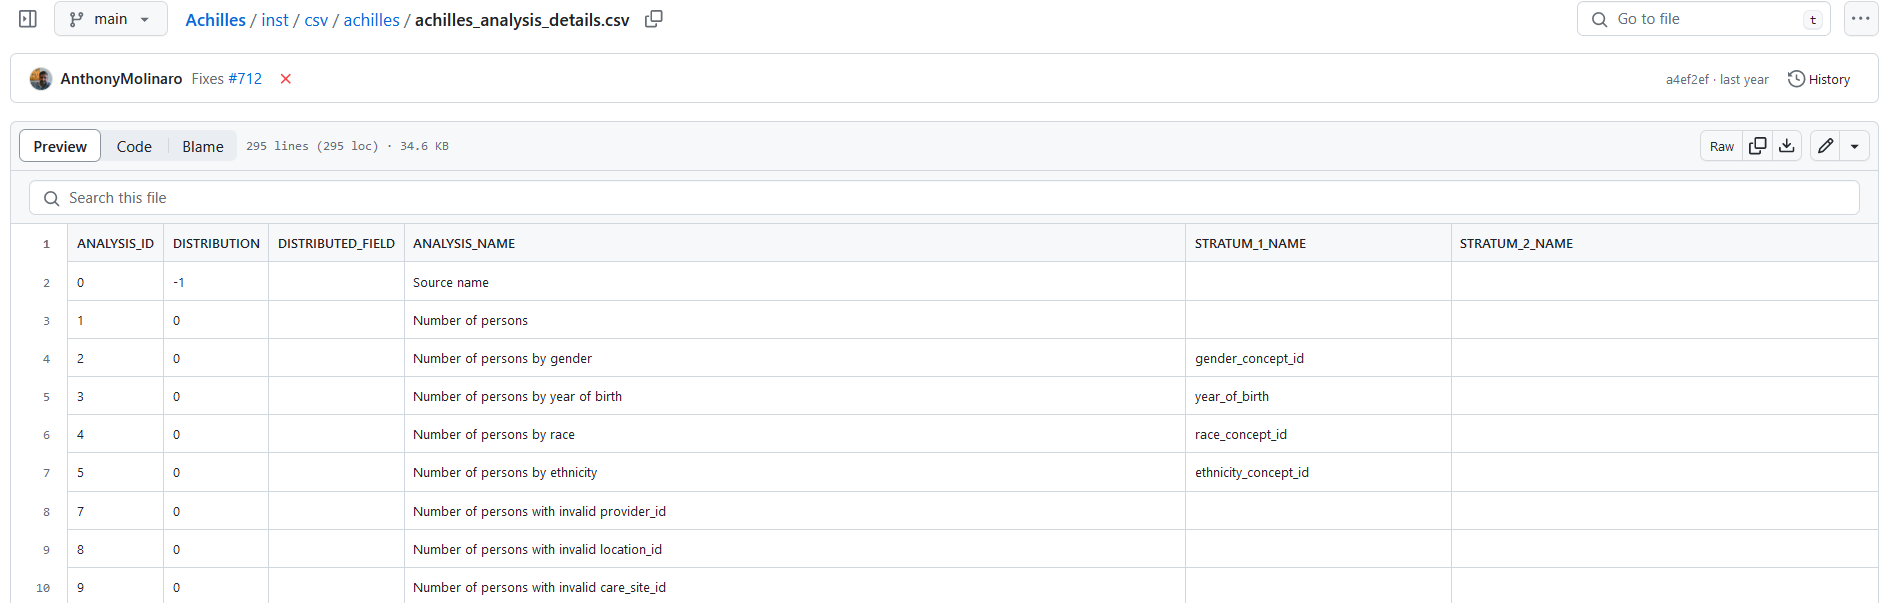 main Achilles / inst / csv / achilles / achilles_analysis_details.csv Go to file t
AnthonyMolinaro Fixes #712 a4ef2ef · last year History
Preview Code Blame 295 lines (295 loc) · 34.6 KB Raw
Search this file
1 ANALYSIS_ID DISTRIBUTION DISTRIBUTED_FIELD ANALYSIS_NAME STRATUM_1_NAME STRATUM_2_NAME
2 0 -1 Source name
3 1 0 Number of persons
4 2 0 Number of persons by gender gender_concept_id
5 3 0 Number of persons by year of birth year_of_birth
6 4 0 Number of persons by race race_concept_id
7 5 0 Number of persons by ethnicity ethnicity_concept_id
8 7 0 Number of persons with invalid provider_id
9 8 0 Number of persons with invalid location_id
10 9 0 Number of persons with invalid care_site_id